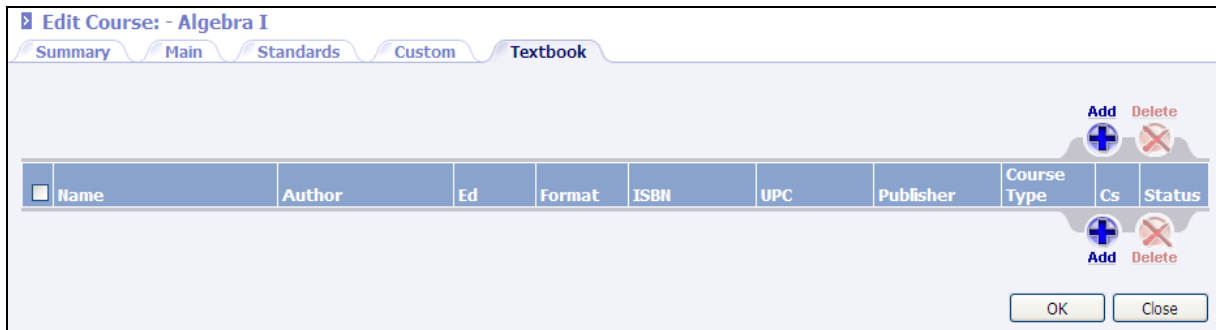 Edit Course: - Algebra I
Summary Main Standards Custom Textbook
Add Delete
Name Author Ed Format ISBN UPC Publisher Course Type Cs Status
Add Delete
OK Close